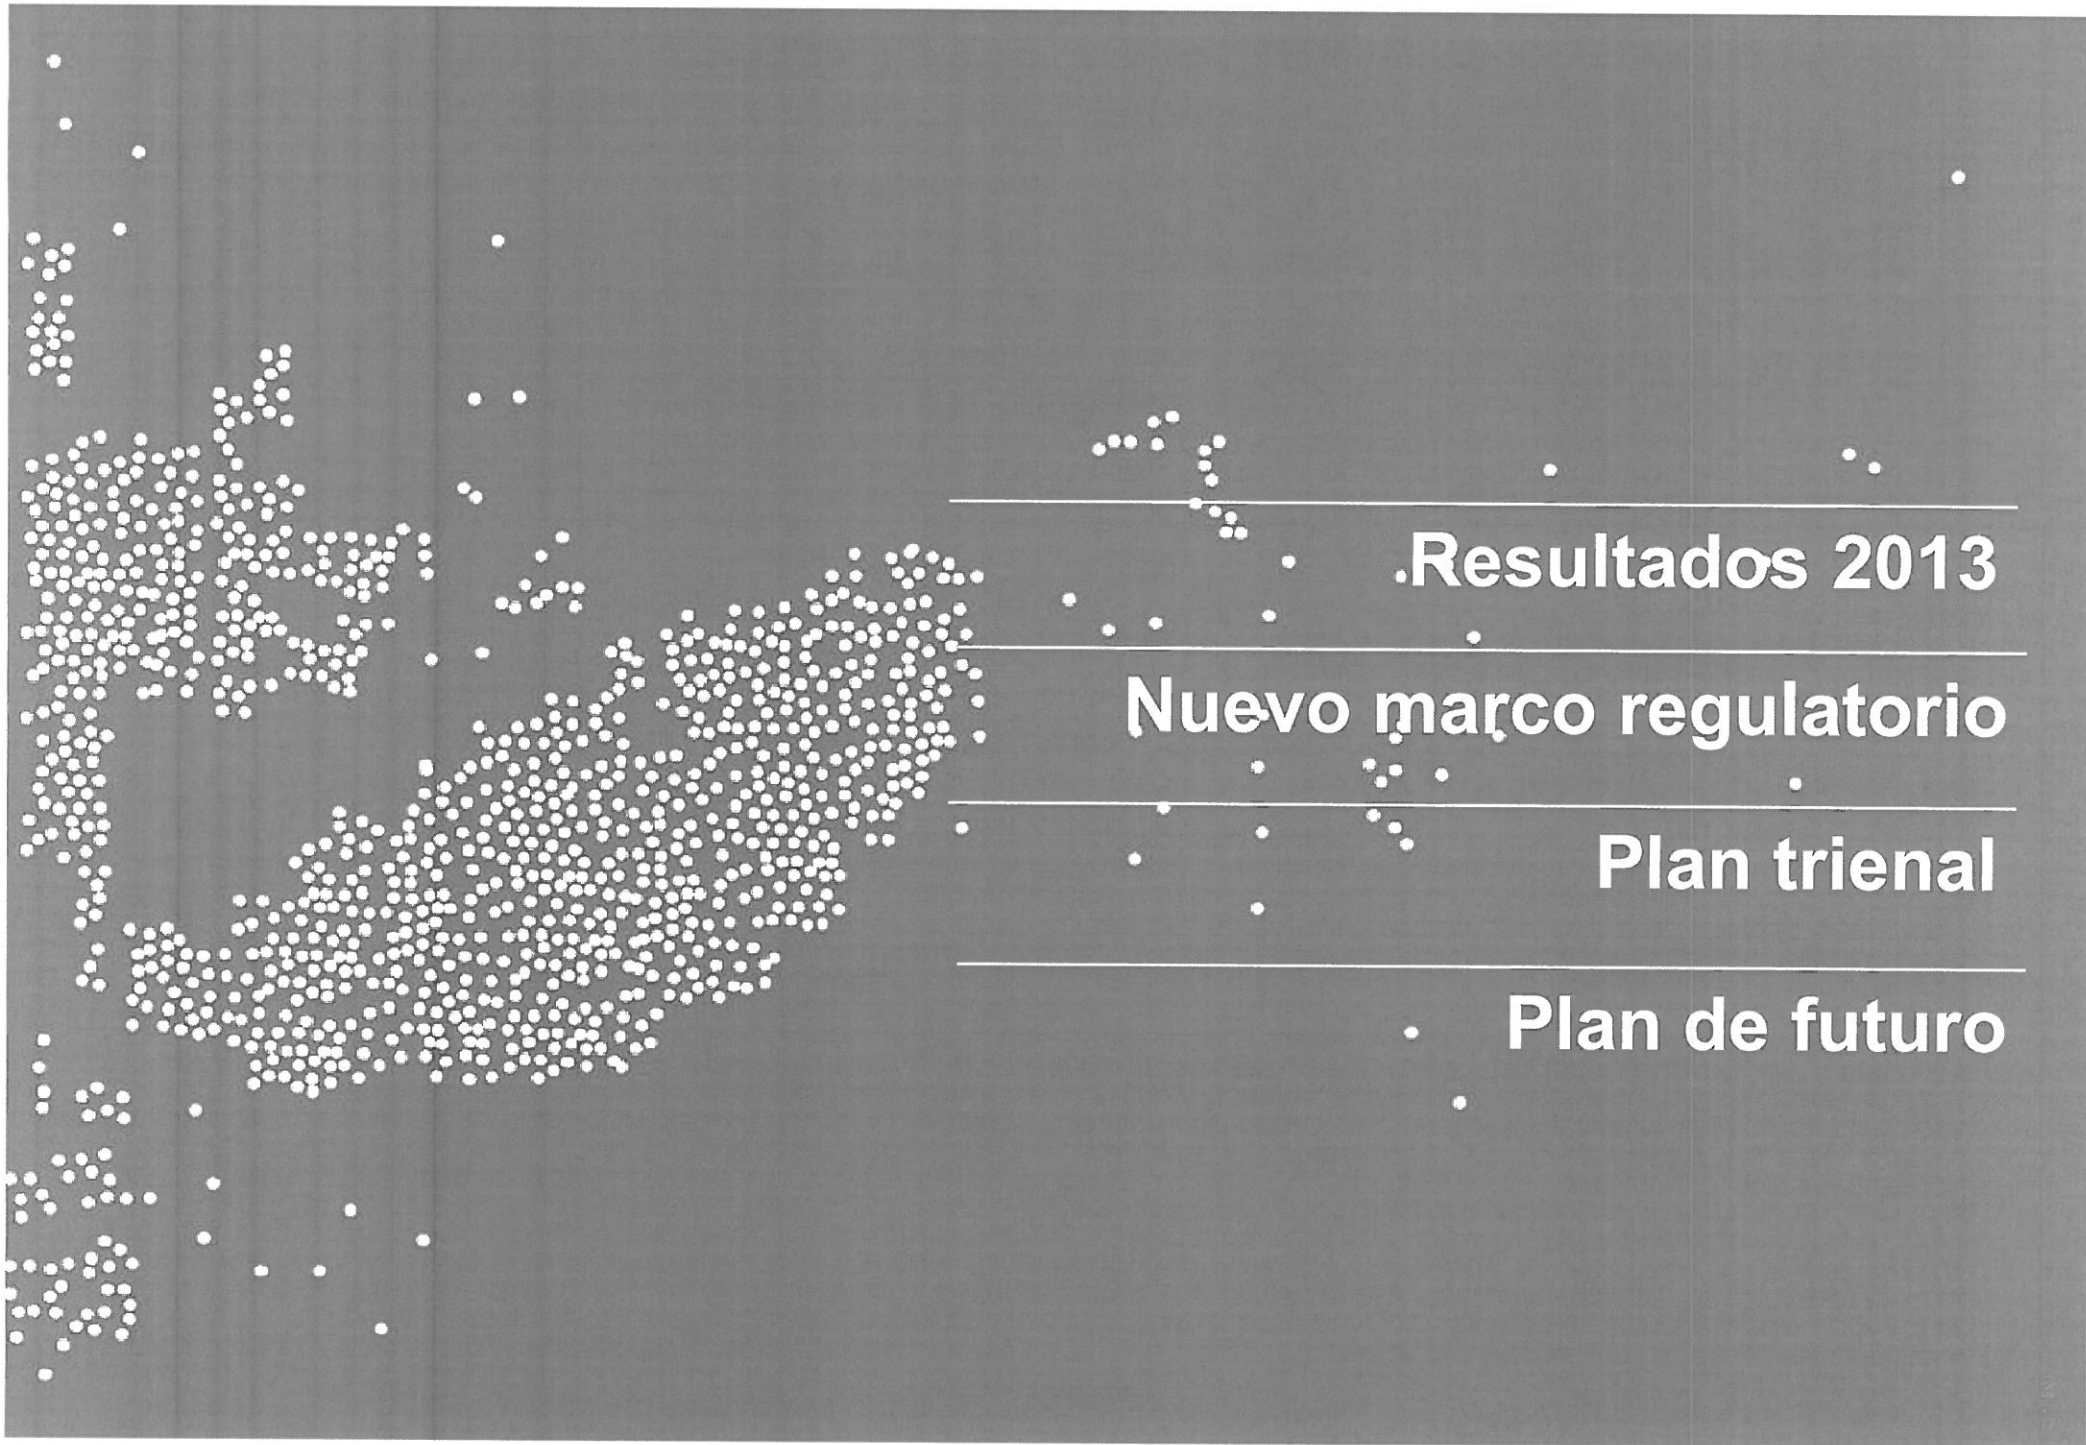 Resultados 2013
Nuevo marco regulatorio
Plan trienal
Plan de futuro